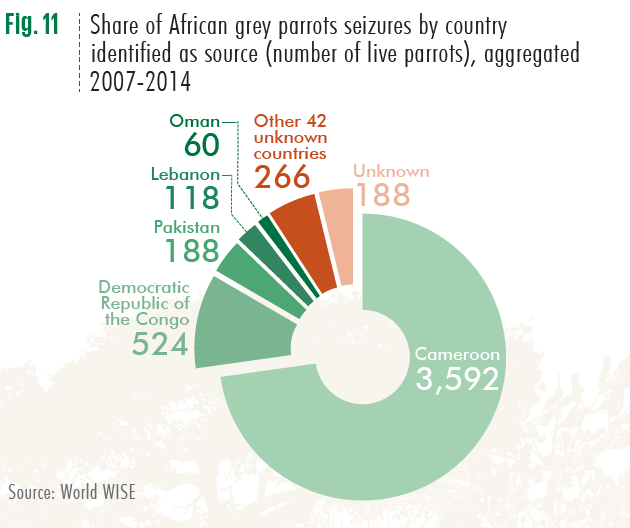 Fig. 11
Share of African grey parrots seizures by country
identified as source (number of live parrots), aggregated
2007-2014
Oman
60
Other 42
unknown
countries
266
Unknown
188
Lebanon
118
Pakistan
188
Democratic
Republic of
the Congo
524
Cameroon
3,592
Source: World WISE